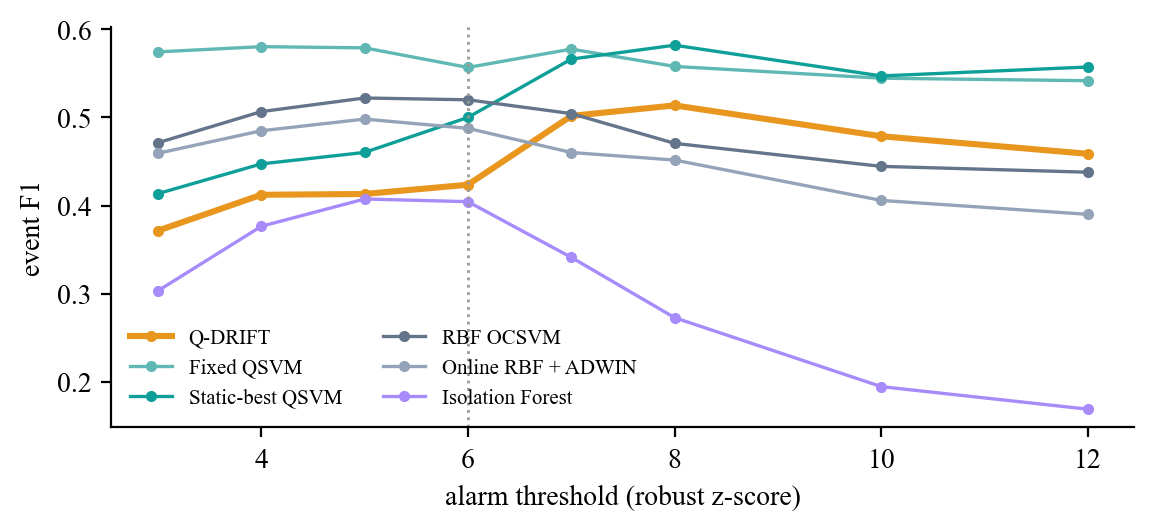 0.6
0.5
0.4
0.3
0.2
event F1
Q-DRIFT
Fixed QSVM
Static-best QSVM
RBF OCSVM
Online RBF + ADWIN
Isolation Forest
4 6 8 10 12
alarm threshold (robust z-score)